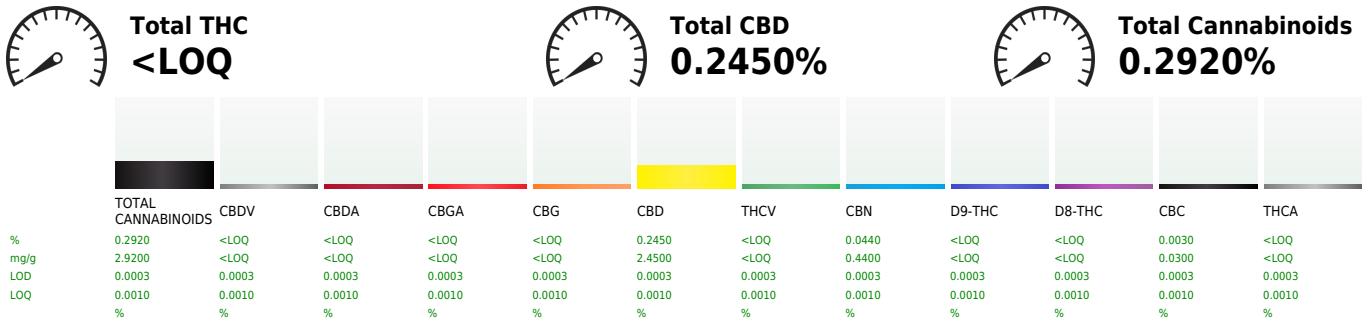 Total THC
<LOQ
Total CBD
0.2450%
Total Cannabinoids
0.2920%
TOTAL CANNABINOIDS CBDV CBDA CBGA CBG CBD THCV CBN D9-THC D8-THC CBC THCA
% 0.2920 <LOQ <LOQ <LOQ <LOQ 0.2450 <LOQ 0.0440 <LOQ <LOQ 0.0030 <LOQ
mg/g 2.9200 <LOQ <LOQ <LOQ <LOQ 2.4500 <LOQ 0.4400 <LOQ <LOQ 0.0300 <LOQ
LOD 0.0003 0.0003 0.0003 0.0003 0.0003 0.0003 0.0003 0.0003 0.0003 0.0003 0.0003 0.0003
LOQ 0.0010 0.0010 0.0010 0.0010 0.0010 0.0010 0.0010 0.0010 0.0010 0.0010 0.0010 0.0010
% % % % % % % % % % % %